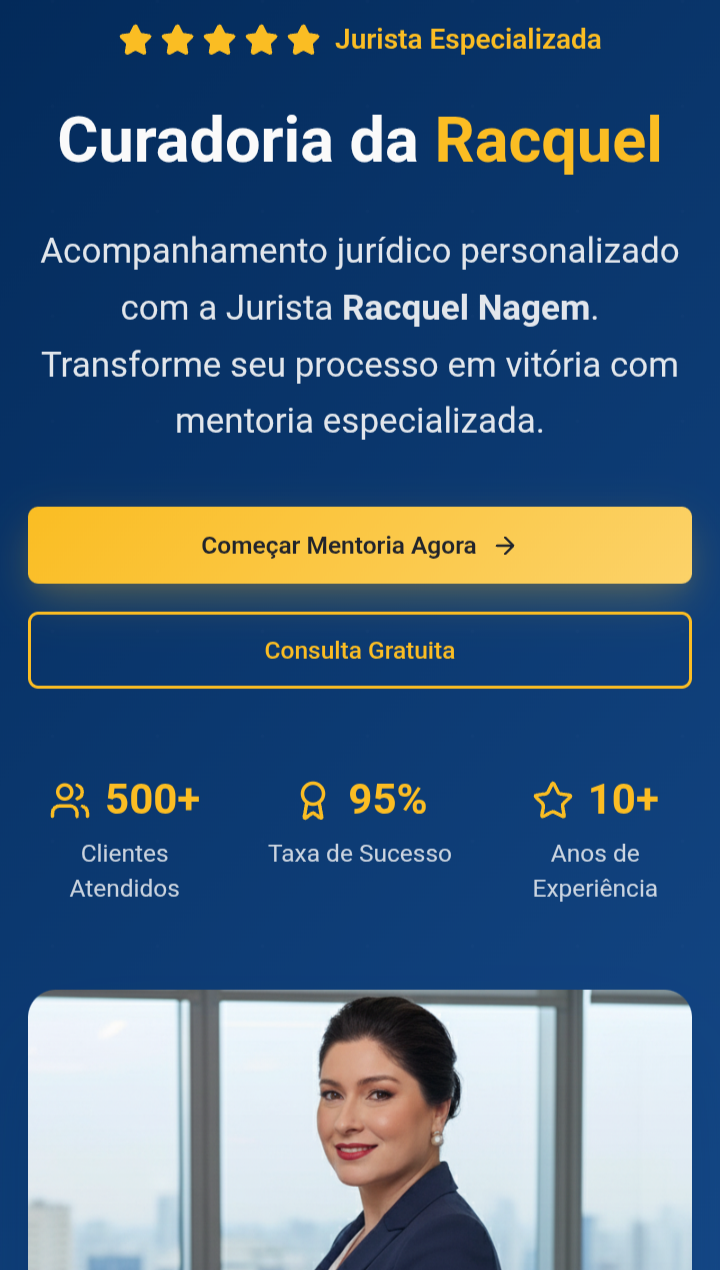 Jurista Especializada
Curadoria da Racquel
Acompanhamento jurídico personalizado
com a Jurista Racquel Nagem.
Transforme seu processo em vitória com
mentoria especializada.
Começar Mentoria Agora →
Consulta Gratuita
500+
Clientes
Atendidos
95%
Taxa de Sucesso
10+
Anos de
Experiência